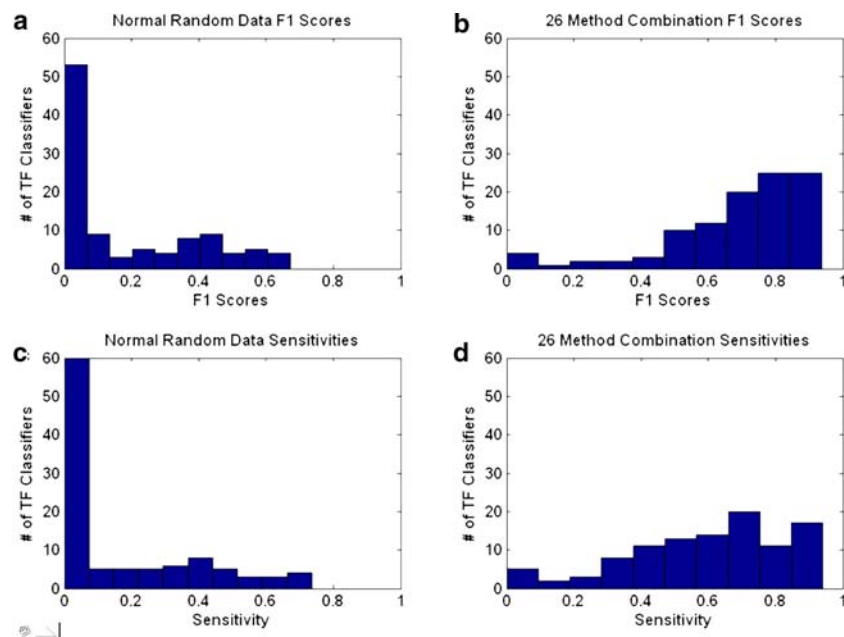 a
Normal Random Data F1 Scores
60
50
40
30
20
10
0
# of TF Classifiers
0 0.2 0.4 0.6 0.8 1
F1 Scores
b
26 Method Combination F1 Scores
60
50
40
30
20
10
0
# of TF Classifiers
0 0.2 0.4 0.6 0.8 1
F1 Scores
c
Normal Random Data Sensitivities
60
50
40
30
20
10
0
# of TF Classifiers
0 0.2 0.4 0.6 0.8 1
Sensitivity
d
26 Method Combination Sensitivities
60
50
40
30
20
10
0
# of TF Classifiers
0 0.2 0.4 0.6 0.8 1
Sensitivity